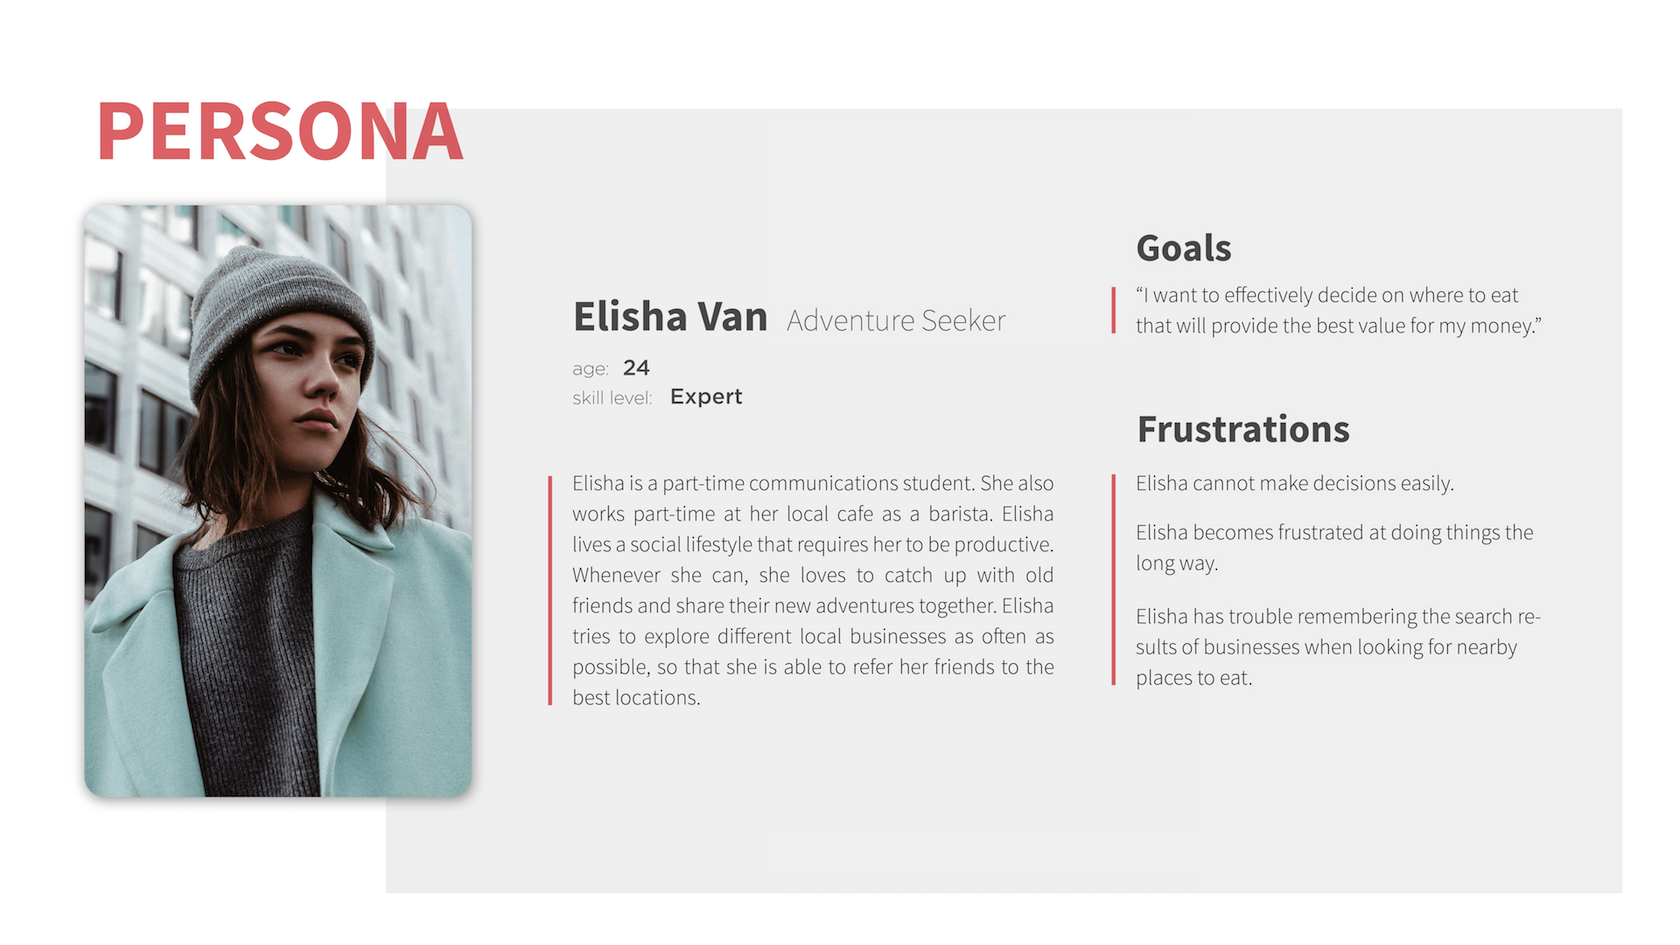 PERSONA
Elisha Van Adventure Seeker
age: 24
skill level: Expert
Elisha is a part-time communications student. She also
works part-time at her local cafe as a barista. Elisha
lives a social lifestyle that requires her to be productive.
Whenever she can, she loves to catch up with old
friends and share their new adventures together. Elisha
tries to explore different local businesses as often as
possible, so that she is able to refer her friends to the
best locations.
Goals
“I want to effectively decide on where to eat
that will provide the best value for my money.”
Frustrations
Elisha cannot make decisions easily.
Elisha becomes frustrated at doing things the
long way.
Elisha has trouble remembering the search re-
sults of businesses when looking for nearby
places to eat.